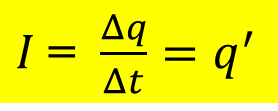 I = Δq/Δt = q′